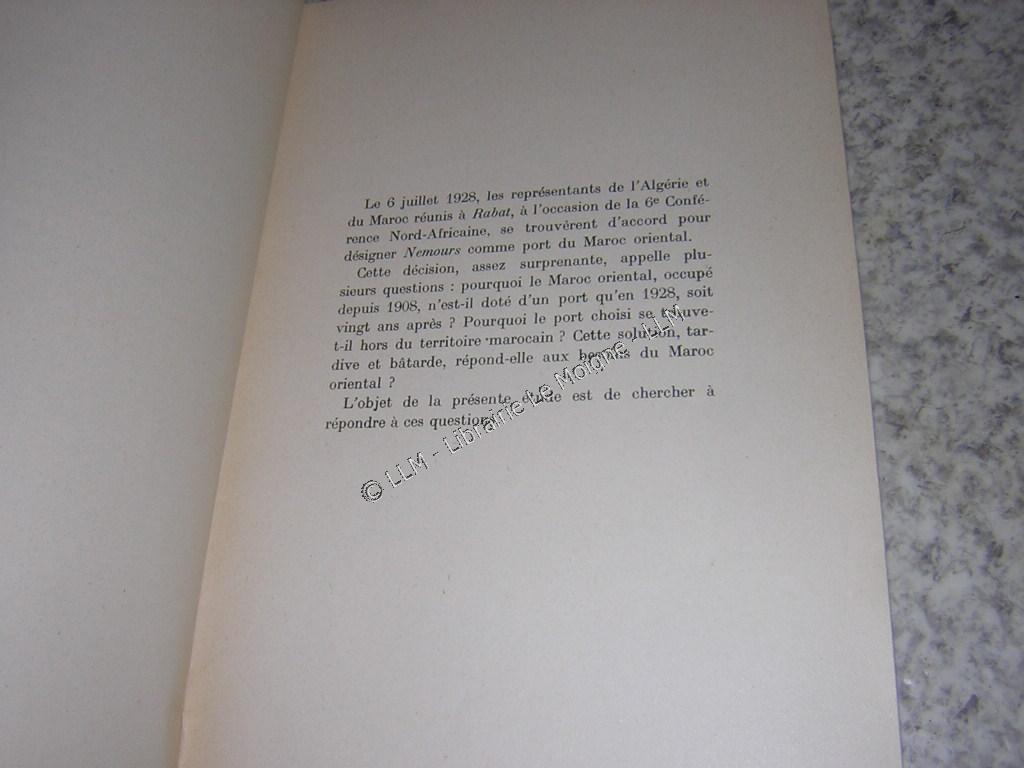 Le 6 juillet 1928, les représentants de l'Algérie et
du Maroc réunis à Rabat, à l'occasion de la 6e Confé-
rence Nord-Africaine, se trouvèrent d'accord pour
désigner Nemours comme port du Maroc oriental.
Cette décision, assez surprenante, appelle plu-
sieurs questions : pourquoi le Maroc oriental, occupé
depuis 1908, n'est-il doté d'un port qu'en 1928, soit
vingt ans après ? Pourquoi le port choisi se trouve-
t-il hors du territoire marocain ? Cette solution, tar-
dive et bâtarde, répond-elle aux besoins du Maroc
oriental ?
L'objet de la présente étude est de chercher à
répondre à ces questions.
© LLM - Librairie Le Moigne - LLM